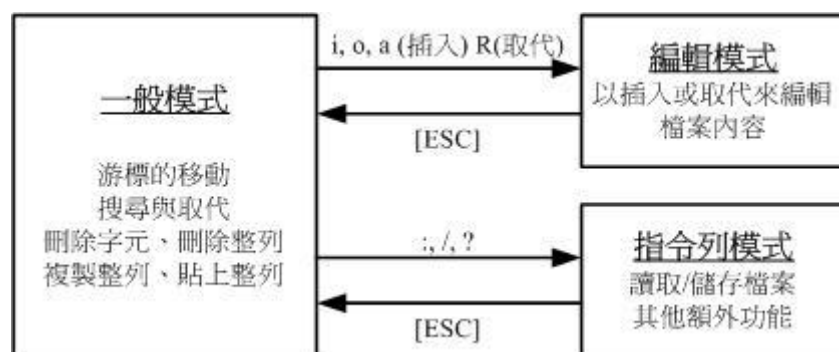 一般模式
游標的移動
搜尋與取代
刪除字元、刪除整列
複製整列、貼上整列
i, o, a (插入) R(取代)
[ESC]
編輯模式
以插入或取代來編輯
檔案內容
:, /, ?
[ESC]
指令列模式
讀取/儲存檔案
其他額外功能